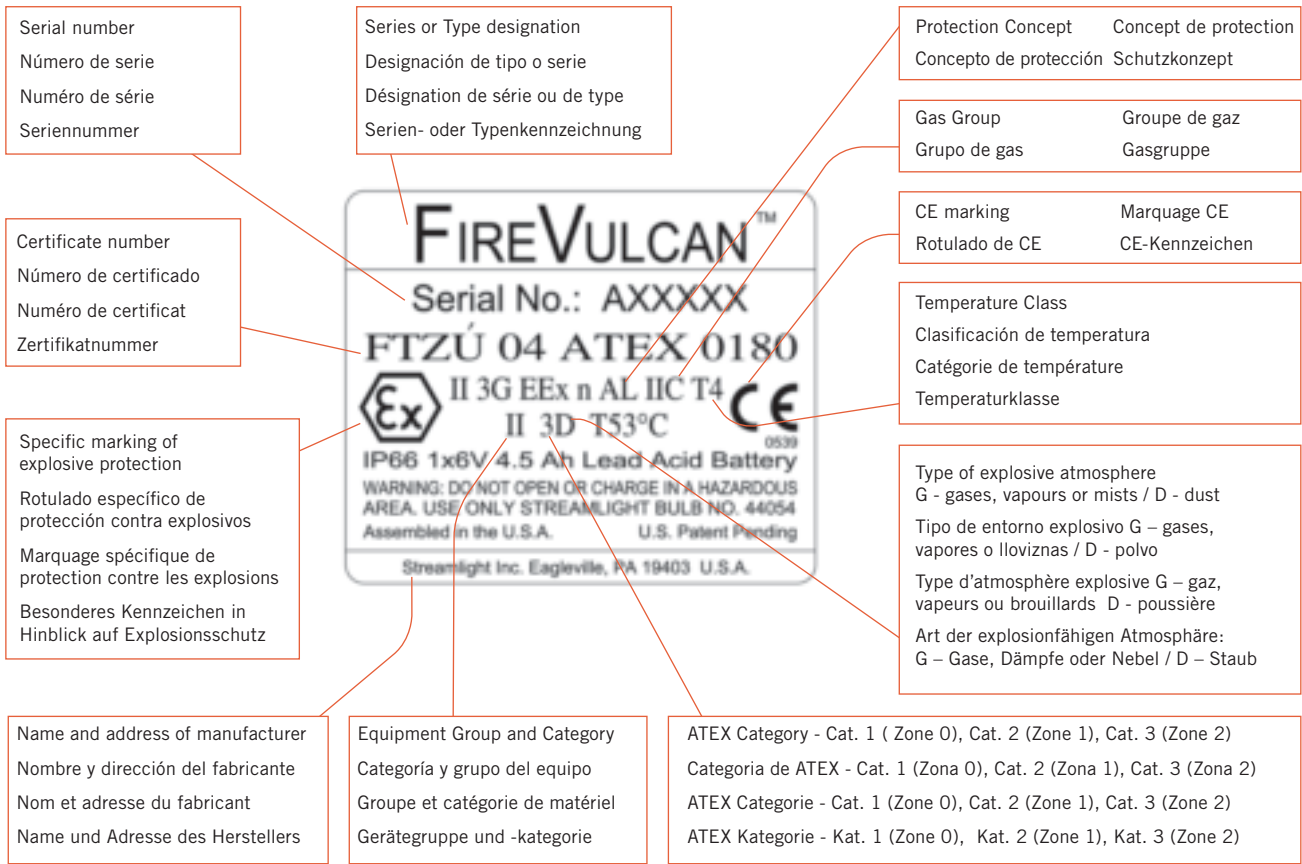 Serial number
Número de serie
Numéro de série
Seriennummer
Series or Type designation
Designación de tipo o serie
Désignation de série ou de type
Serien- oder Typenkennzeichnung
Protection Concept Concept de protection
Concepto de protección Schutzkonzept
Gas Group Groupe de gaz
Grupo de gas Gasgruppe
CE marking Marquage CE
Rotulado de CE CE-Kennzeichen
Certificate number
Número de certificado
Numéro de certificat
Zertifikatnummer
FIREVULCAN™
Serial No.: AXXXXX
FTZÚ 04 ATEX 0180
Ex II 3G EEx n AL IIC T4 CE
II 3D T53°C
0539
IP66 1x6V 4.5 Ah Lead Acid Battery
WARNING: DO NOT OPEN OR CHARGE IN A HAZARDOUS
AREA. USE ONLY STREAMLIGHT BULB NO. 44054
Assembled in the U.S.A. U.S. Patent Pending
Streamlight Inc. Eagleville, PA 19403 U.S.A.
Temperature Class
Clasificación de temperatura
Catégorie de température
Temperaturklasse
Specific marking of
explosive protection
Rotulado específico de
protección contra explosivos
Marquage spécifique de
protection contre les explosions
Besonderes Kennzeichen in
Hinblick auf Explosionsschutz
Type of explosive atmosphere
G - gases, vapours or mists / D - dust
Tipo de entorno explosivo G – gases,
vapores o lloviznas / D - polvo
Type d'atmosphère explosive G – gaz,
vapeurs ou brouillards D - poussière
Art der explosionfähigen Atmosphäre:
G – Gase, Dämpfe oder Nebel / D – Staub
Name and address of manufacturer
Nombre y dirección del fabricante
Nom et adresse du fabricant
Name und Adresse des Herstellers
Equipment Group and Category
Categoría y grupo del equipo
Groupe et catégorie de matériel
Gerätegruppe und -kategorie
ATEX Category - Cat. 1 ( Zone 0), Cat. 2 (Zone 1), Cat. 3 (Zone 2)
Categoria de ATEX - Cat. 1 (Zona 0), Cat. 2 (Zona 1), Cat. 3 (Zona 2)
ATEX Categorie - Cat. 1 (Zone 0), Cat. 2 (Zone 1), Cat. 3 (Zone 2)
ATEX Kategorie - Kat. 1 (Zone 0), Kat. 2 (Zone 1), Kat. 3 (Zone 2)